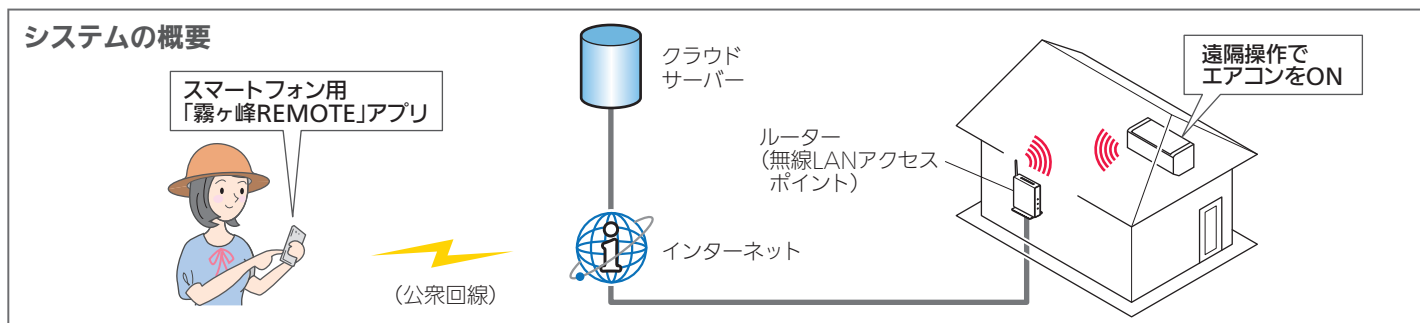 システムの概要
スマートフォン用
「霧ヶ峰REMOTE」アプリ
(公衆回線)
クラウド
サーバー
インターネット
ルーター
(無線LANアクセス
ポイント)
遠隔操作で
エアコンをON